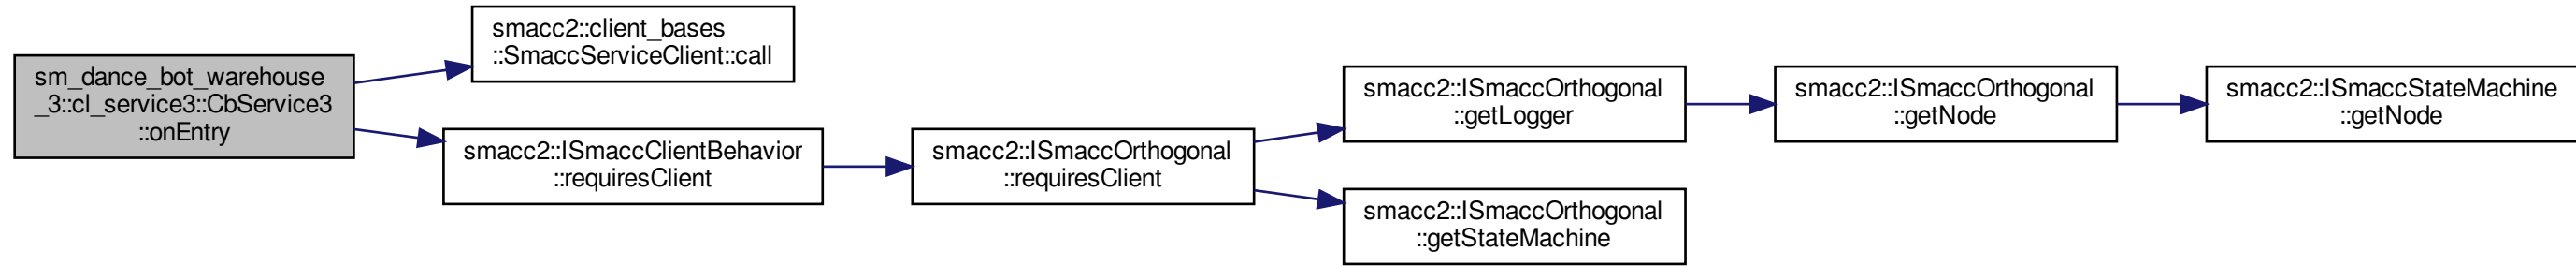 sm_dance_bot_warehouse
_3::cl_service3::CbService3
::onEntry
smacc2::client_bases
::SmaccServiceClient::call
smacc2::ISmaccClientBehavior
::requiresClient
smacc2::ISmaccOrthogonal
::requiresClient
smacc2::ISmaccOrthogonal
::getLogger
smacc2::ISmaccOrthogonal
::getNode
smacc2::ISmaccStateMachine
::getNode
smacc2::ISmaccOrthogonal
::getStateMachine